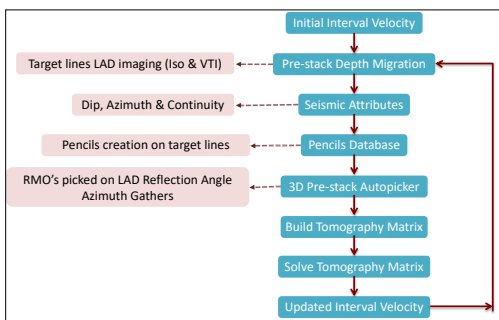 Initial Interval Velocity
Target lines LAD imaging (Iso & VTI)
Pre-stack Depth Migration
Dip, Azimuth & Continuity
Seismic Attributes
Pencils creation on target lines
Pencils Database
RMO's picked on LAD Reflection Angle
Azimuth Gathers
3D Pre-stack Autopicker
Build Tomography Matrix
Solve Tomography Matrix
Updated Interval Velocity